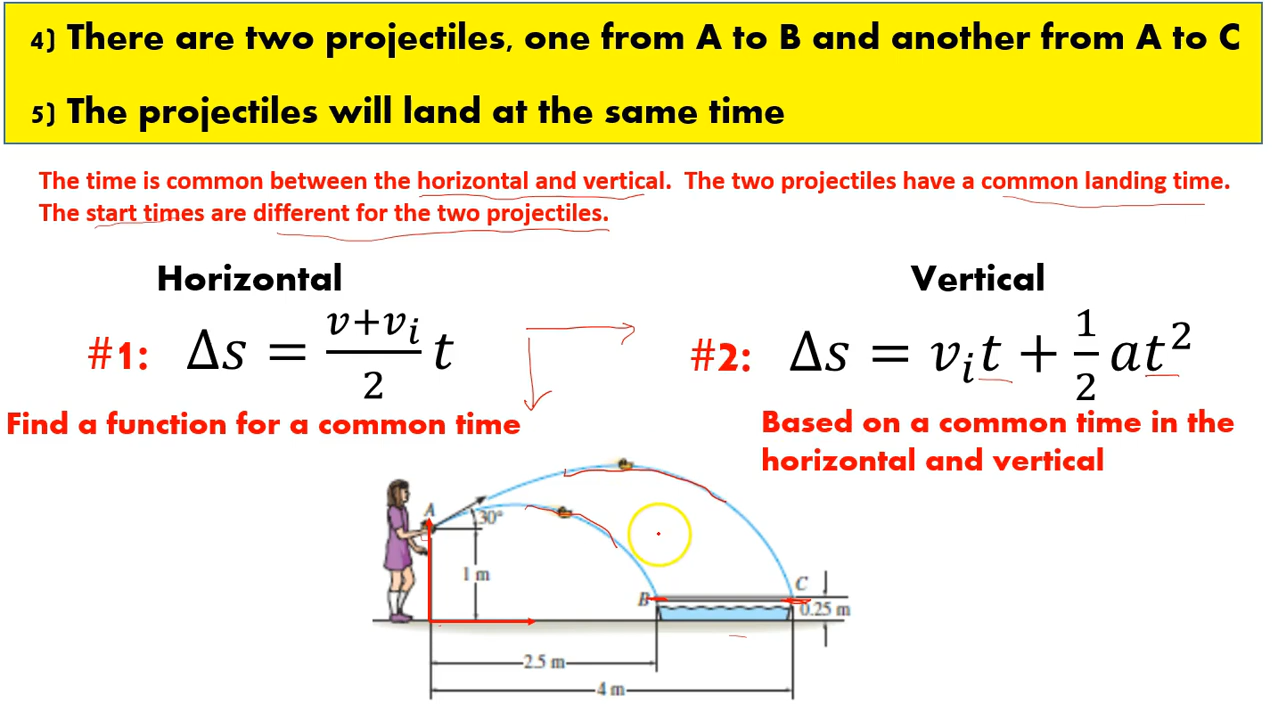 4) There are two projectiles, one from A to B and another from A to C
5) The projectiles will land at the same time
The time is common between the horizontal and vertical. The two projectiles have a common landing time.
The start times are different for the two projectiles.
Horizontal
Vertical
#1: Δs = (v+vᵢ)/2 t
#2: Δs = vᵢt + 1/2 at²
Find a function for a common time
Based on a common time in the
horizontal and vertical
A
30°
1 m
B
C
0.25 m
2.5 m
4 m